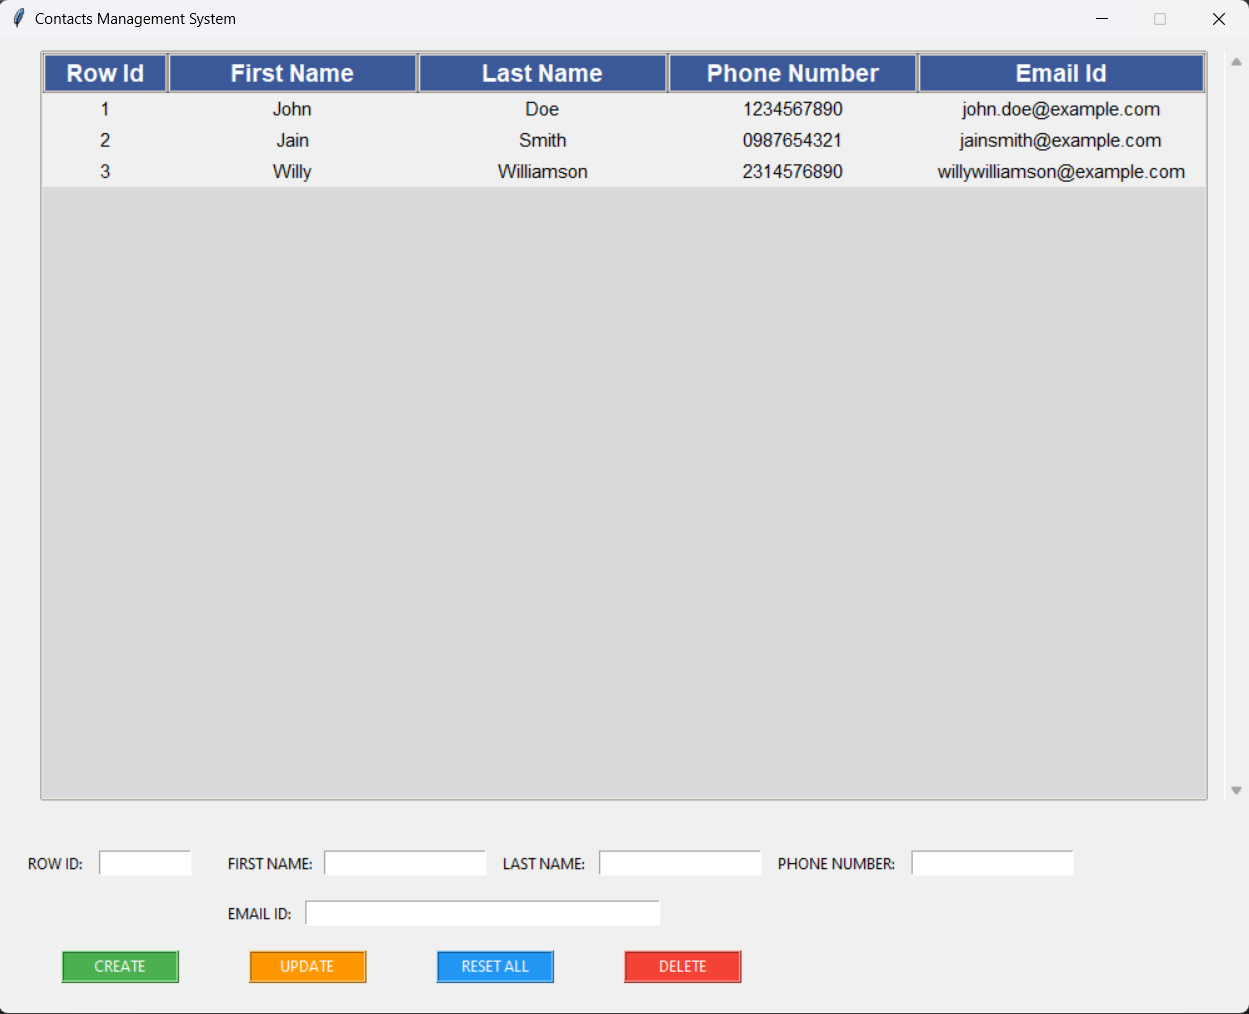 Contacts Management System
Row Id First Name Last Name Phone Number Email Id
1 John Doe 1234567890 john.doe@example.com
2 Jain Smith 0987654321 jainsmith@example.com
3 Willy Williamson 2314576890 willywilliamson@example.com
ROW ID: FIRST NAME: LAST NAME: PHONE NUMBER:
EMAIL ID:
CREATE UPDATE RESET ALL DELETE